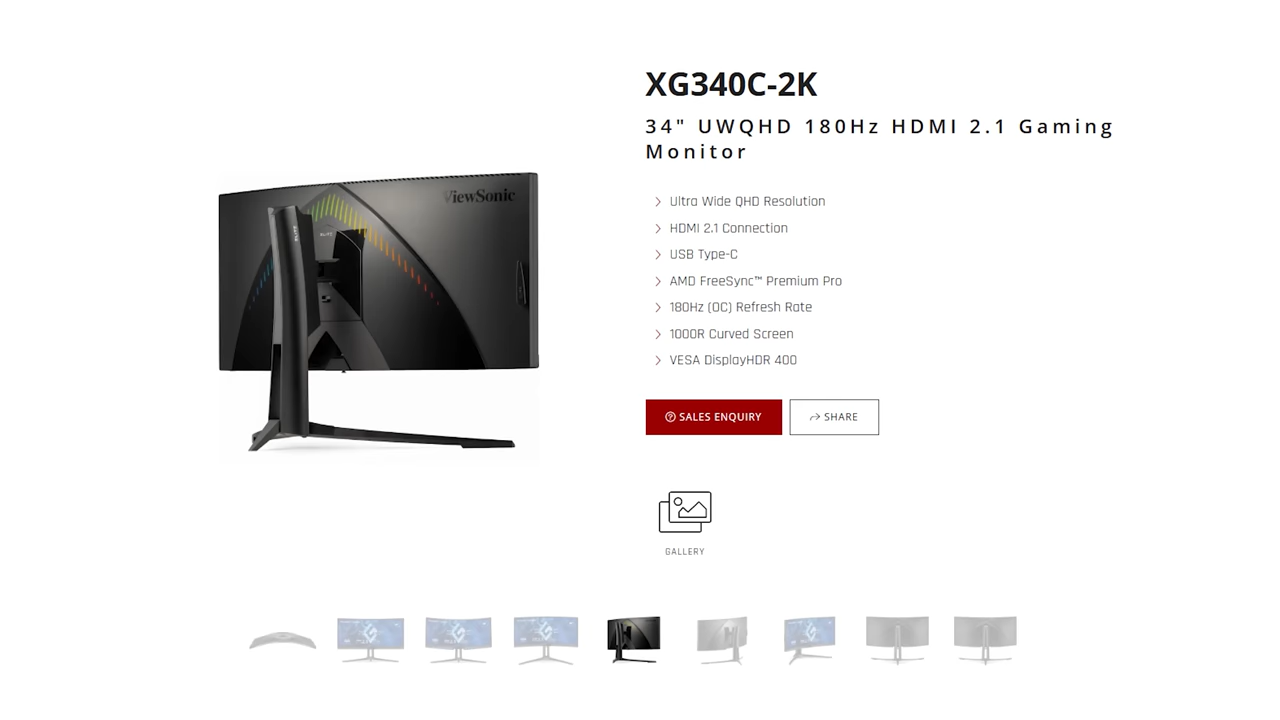 XG340C-2K
34" UWQHD 180Hz HDMI 2.1 Gaming
Monitor
ViewSonic
Ultra Wide QHD Resolution
HDMI 2.1 Connection
USB Type-C
AMD FreeSync™ Premium Pro
180Hz (OC) Refresh Rate
1000R Curved Screen
VESA DisplayHDR 400
SALES ENQUIRY
SHARE
GALLERY